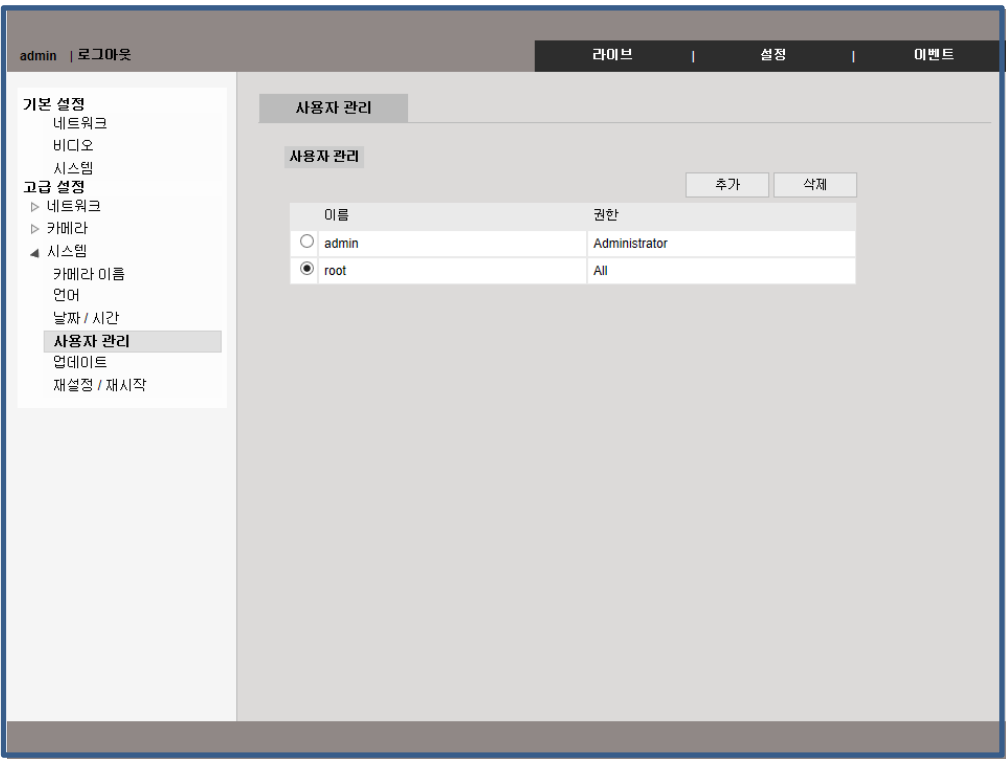 admin | 로그아웃
라이브 | 설정 | 이벤트
기본 설정
네트워크
비디오
시스템
고급 설정
▷ 네트워크
▷ 카메라
◢ 시스템
카메라 이름
언어
날짜 / 시간
사용자 관리
업데이트
재설정 / 재시작
사용자 관리
사용자 관리
추가 삭제
이름 권한
admin Administrator
root All